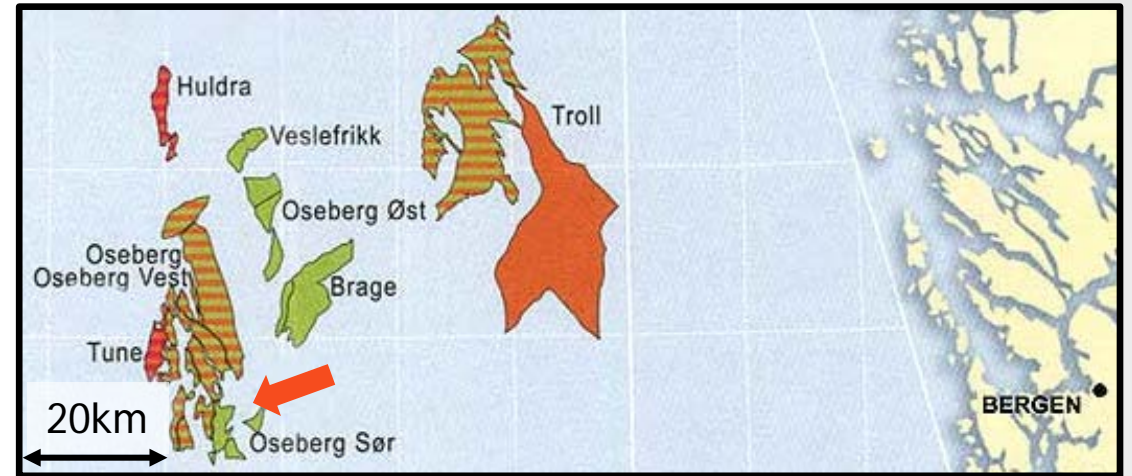 Huldra
Troll
Veslefrikk
Oseberg Øst
Oseberg
Oseberg Vest
Brage
Tune
BERGEN
20km
Oseberg Sør